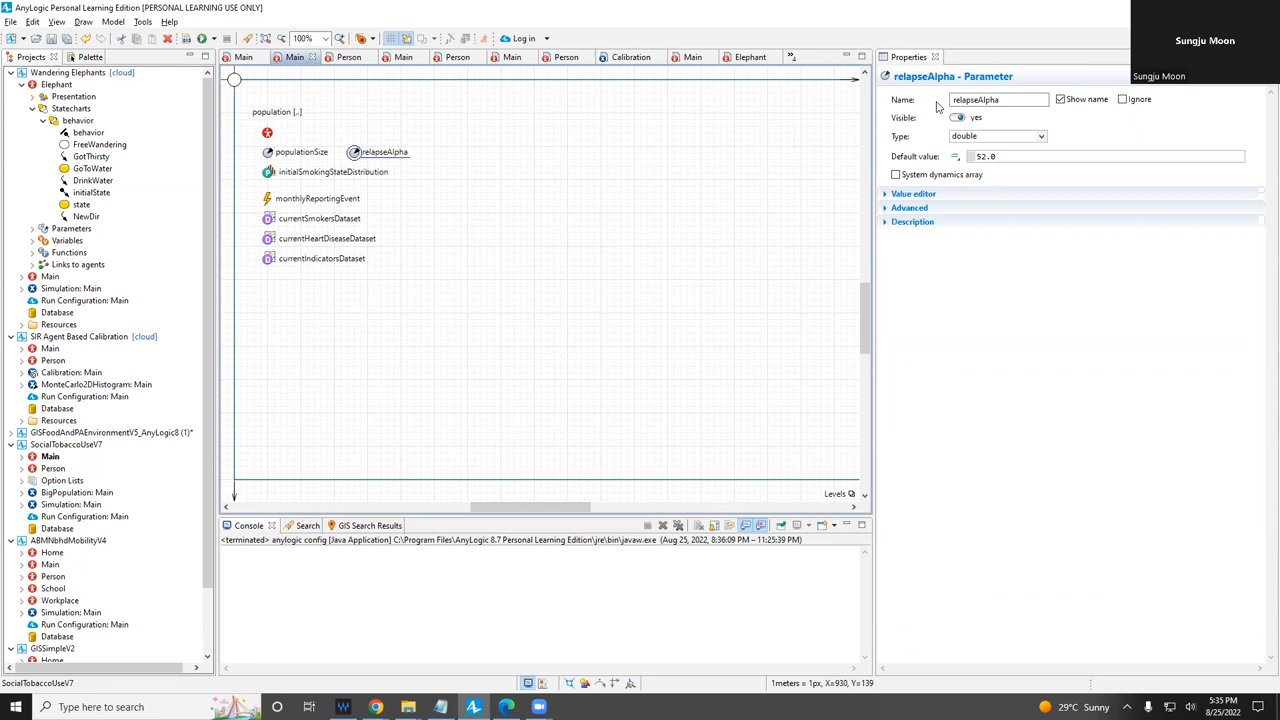 AnyLogic Personal Learning Edition [PERSONAL LEARNING USE ONLY]
File Edit View Draw Model Tools Help
100% Log in
Projects Palette
Main Main Person Main Person Main Person Calibration Main Elephant
Properties
Sungju Moon
Sungju Moon
Wandering Elephants [cloud]
Elephant
Presentation
Statecharts
behavior
behavior
FreeWandering
GotThirsty
GoToWater
DrinkWater
initialState
state
NewDir
Parameters
Variables
Functions
Links to agents
Main
Simulation: Main
Run Configuration: Main
Database
Resources
SIR Agent Based Calibration [cloud]
Main
Person
Calibration: Main
MonteCarlo2DHistogram: Main
Run Configuration: Main
Database
Resources
GISFoodAndPAEnvironmentV5_AnyLogic8 (1)*
SocialTobaccoUseV7
Main
Person
Option Lists
BigPopulation: Main
Simulation: Main
Run Configuration: Main
Database
ABMNbhdMobilityV4
Home
Main
Person
School
Workplace
Simulation: Main
Run Configuration: Main
Database
GISSimpleV2
Home
SocialTobaccoUseV7
population [..]
populationSize relapseAlpha
initialSmokingStateDistribution
monthlyReportingEvent
currentSmokersDataset
currentHeartDiseaseDataset
currentIndicatorsDataset
Levels
Console Search GIS Search Results
<terminated> anylogic config [Java Application] C:\Program Files\AnyLogic 8.7 Personal Learning Edition\jre\bin\javaw.exe (Aug 25, 2022, 8:36:09 PM – 11:25:39 PM)
1meters = 1px, X=930, Y=139
relapseAlpha - Parameter
Name: relapseAlpha Show name Ignore
Visible: yes
Type: double
Default value: 52.0
System dynamics array
Value editor
Advanced
Description
Type here to search
29°C Sunny
5:35 PM
8/25/2022